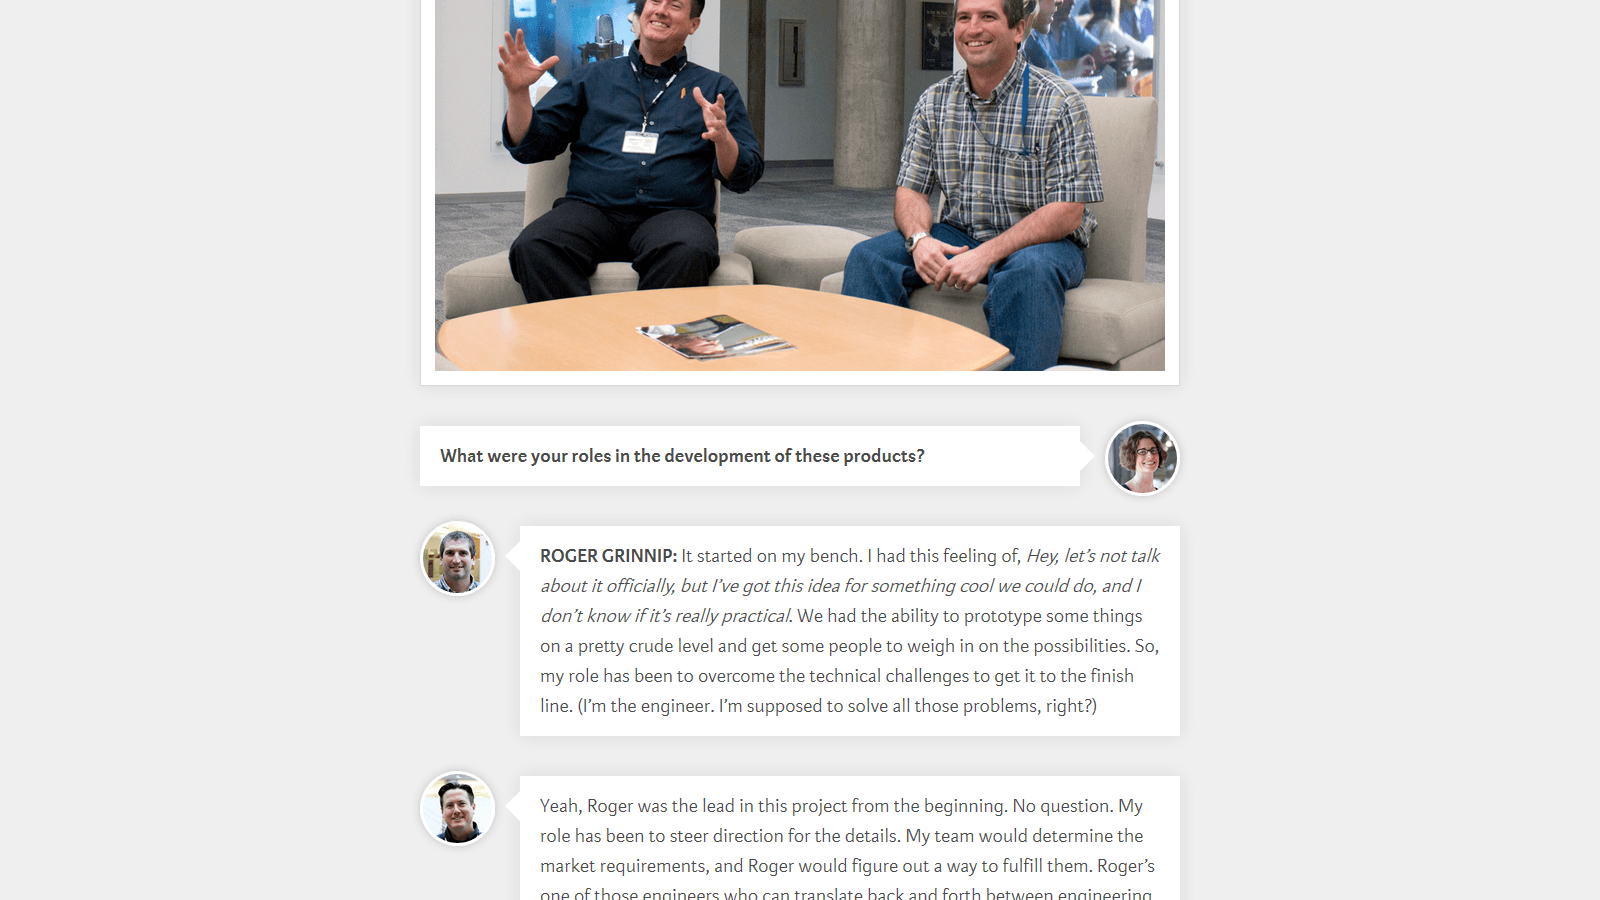 What were your roles in the development of these products?
ROGER GRINNIP: It started on my bench. I had this feeling of, Hey, let’s not talk
about it officially, but I’ve got this idea for something cool we could do, and I
don’t know if it’s really practical. We had the ability to prototype some things
on a pretty crude level and get some people to weigh in on the possibilities. So,
my role has been to overcome the technical challenges to get it to the finish
line. (I’m the engineer. I’m supposed to solve all those problems, right?)
Yeah, Roger was the lead in this project from the beginning. No question. My
role has been to steer direction for the details. My team would determine the
market requirements, and Roger would figure out a way to fulfill them. Roger’s
one of those engineers who can translate back and forth between engineering